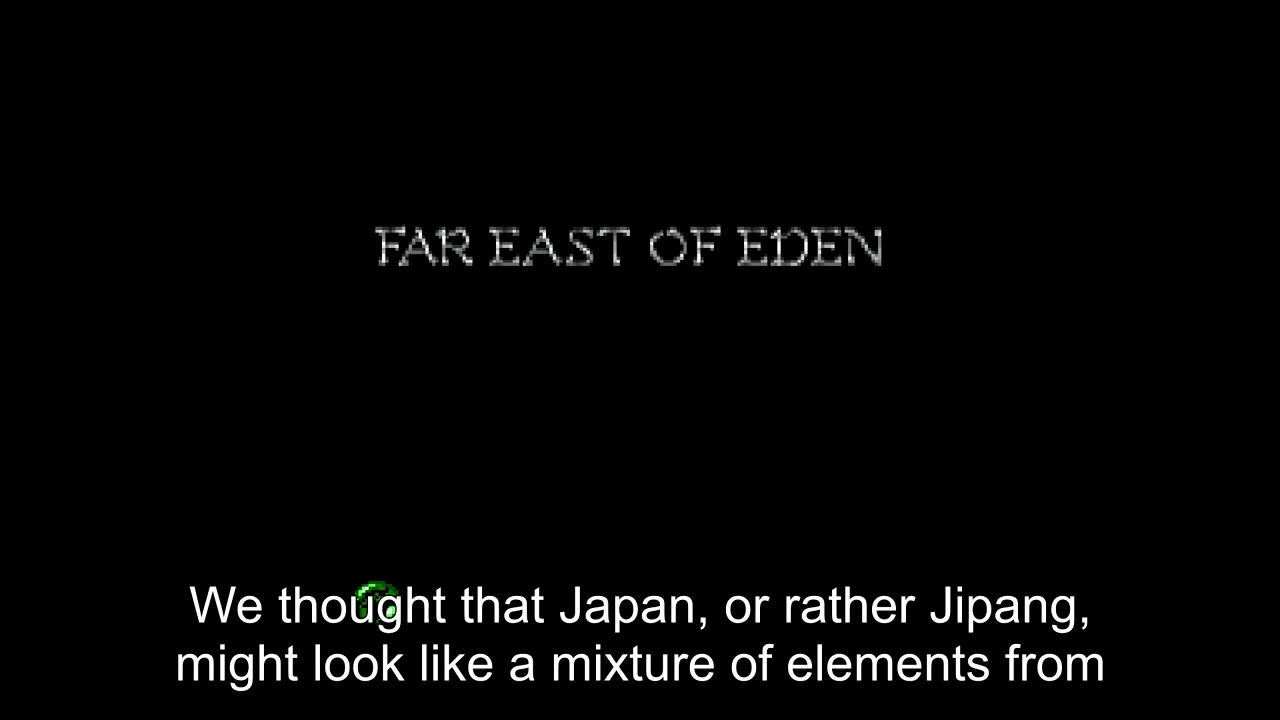 FAR EAST OF EDEN
We thought that Japan, or rather Jipang,
might look like a mixture of elements from